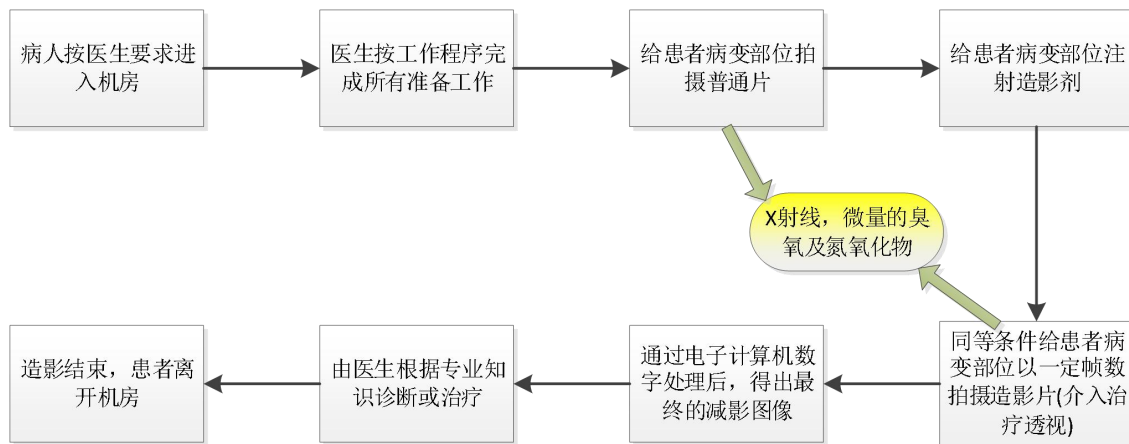 病人按医生要求进
入机房
医生按工作程序完
成所有准备工作
给患者病变部位拍
摄普通片
给患者病变部位注
射造影剂
X射线，微量的臭
氧及氮氧化物
同等条件给患者病
变部位以一定帧数
拍摄造影片(介入治
疗透视)
通过电子计算机数
字处理后，得出最
终的减影图像
由医生根据专业知
识诊断或治疗
造影结束，患者离
开机房